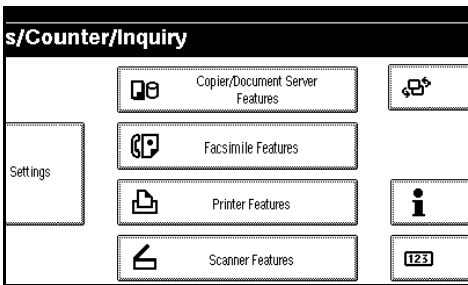 s/Counter/Inquiry
Copier/Document Server
Features
Facsimile Features
Settings
Printer Features
Scanner Features
123